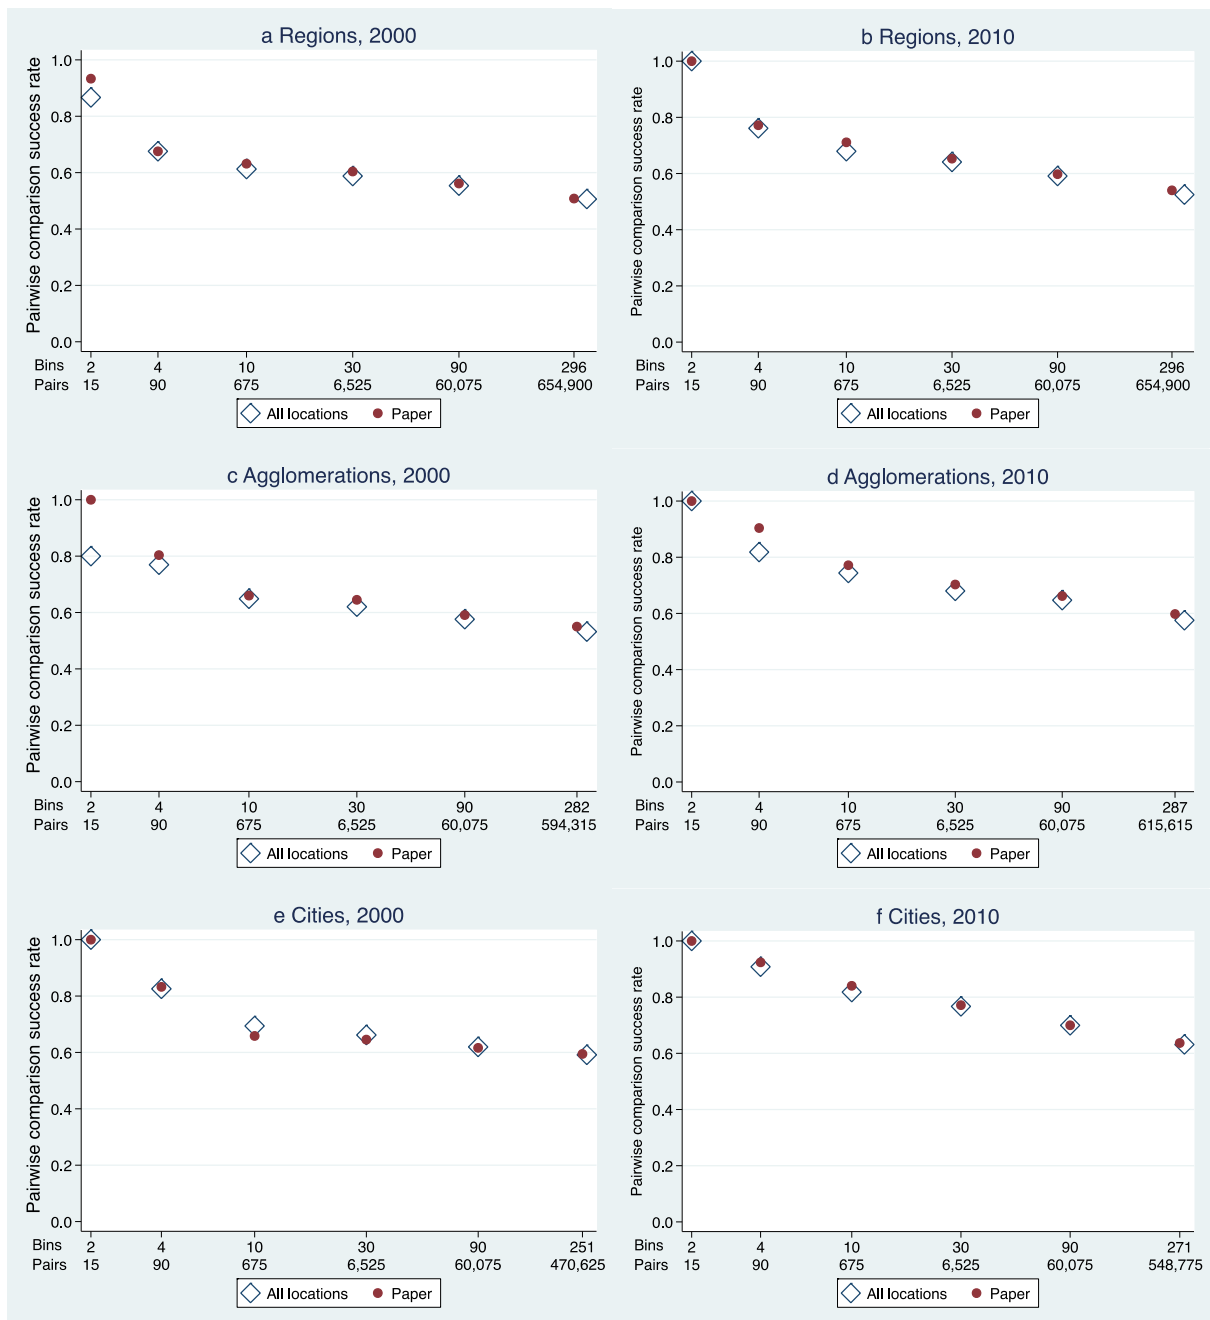 a Regions, 2000
Pairwise comparison success rate
1.0
0.8
0.6
0.4
0.2
0.0
Bins 2 4 10 30 90 296
Pairs 15 90 675 6,525 60,075 654,900
All locations Paper
b Regions, 2010
Pairwise comparison success rate
1.0
0.8
0.6
0.4
0.2
0.0
Bins 2 4 10 30 90 296
Pairs 15 90 675 6,525 60,075 654,900
All locations Paper
c Agglomerations, 2000
Pairwise comparison success rate
1.0
0.8
0.6
0.4
0.2
0.0
Bins 2 4 10 30 90 282
Pairs 15 90 675 6,525 60,075 594,315
All locations Paper
d Agglomerations, 2010
Pairwise comparison success rate
1.0
0.8
0.6
0.4
0.2
0.0
Bins 2 4 10 30 90 287
Pairs 15 90 675 6,525 60,075 615,615
All locations Paper
e Cities, 2000
Pairwise comparison success rate
1.0
0.8
0.6
0.4
0.2
0.0
Bins 2 4 10 30 90 251
Pairs 15 90 675 6,525 60,075 470,625
All locations Paper
f Cities, 2010
Pairwise comparison success rate
1.0
0.8
0.6
0.4
0.2
0.0
Bins 2 4 10 30 90 271
Pairs 15 90 675 6,525 60,075 548,775
All locations Paper